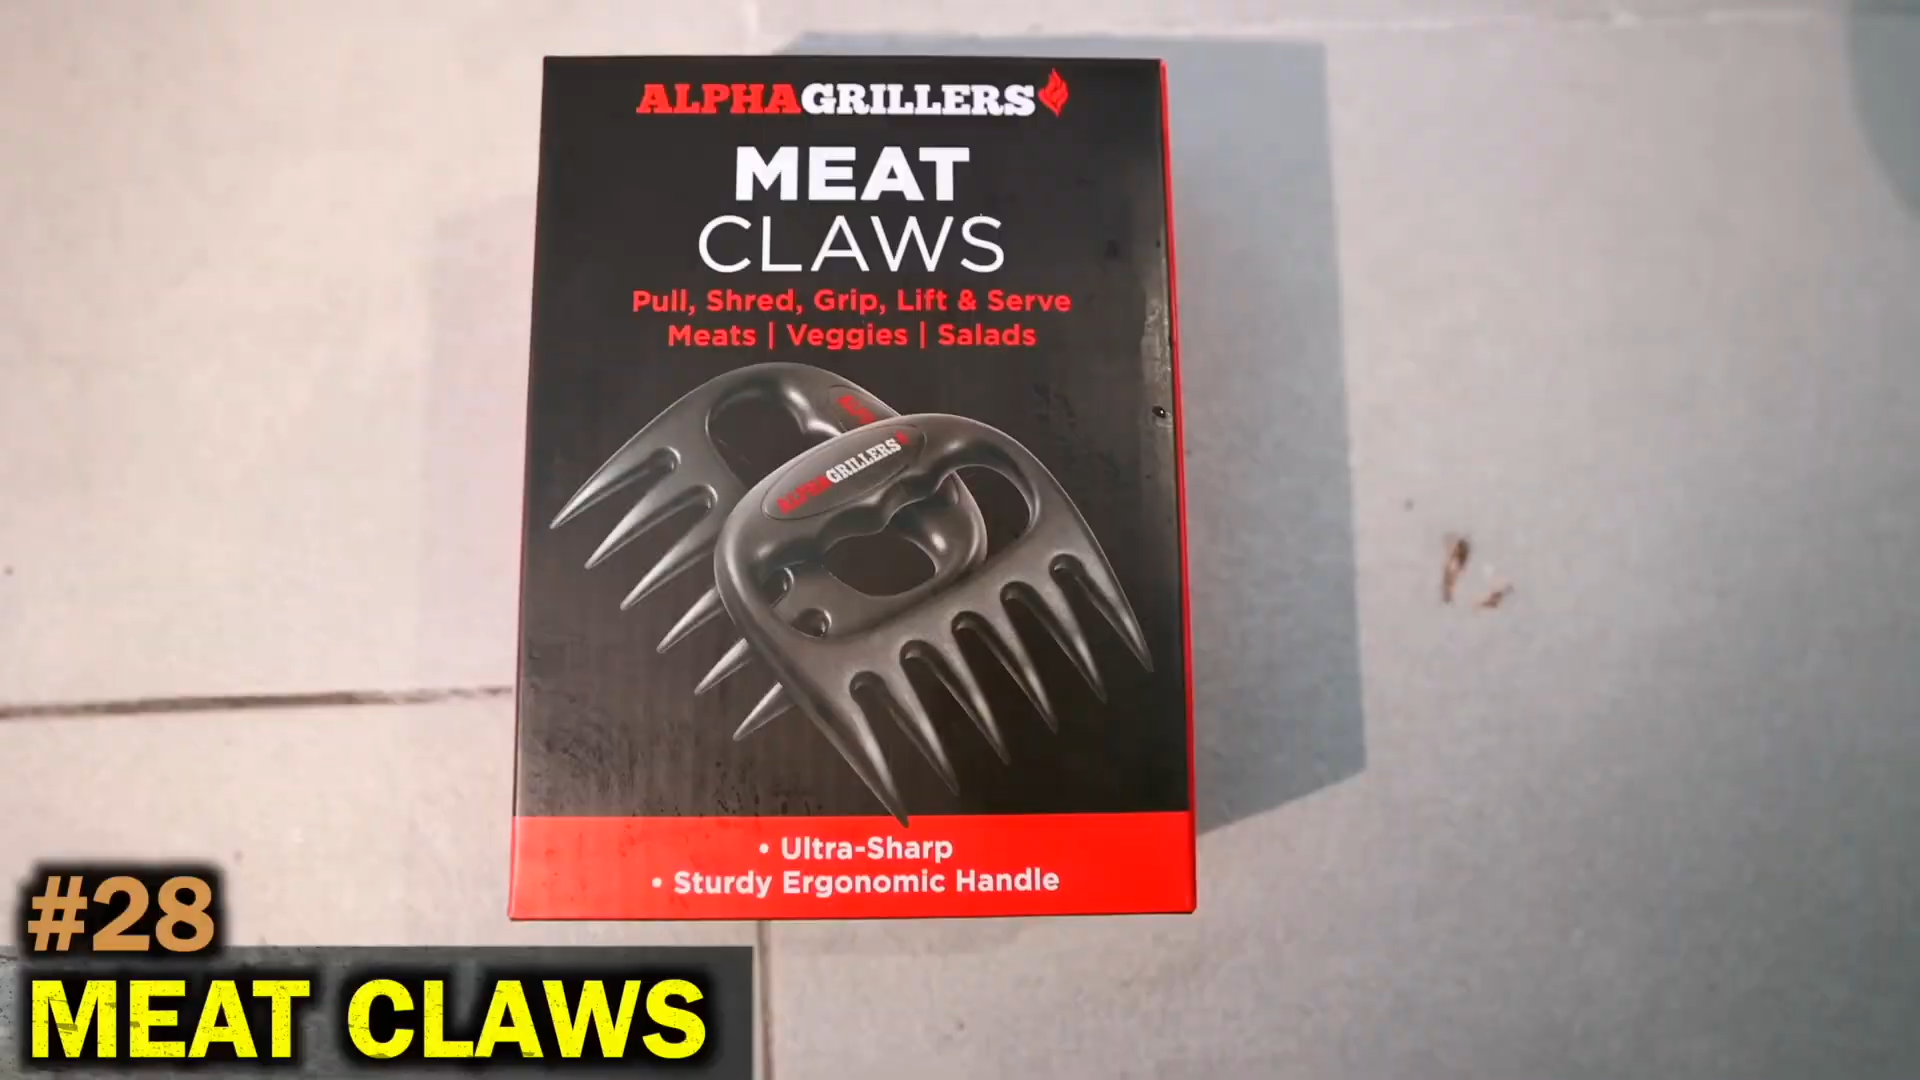 ALPHAGRILLERS
MEAT
CLAWS
Pull, Shred, Grip, Lift & Serve
Meats | Veggies | Salads
ALPHAGRILLERS
• Ultra-Sharp
• Sturdy Ergonomic Handle
#28
MEAT CLAWS